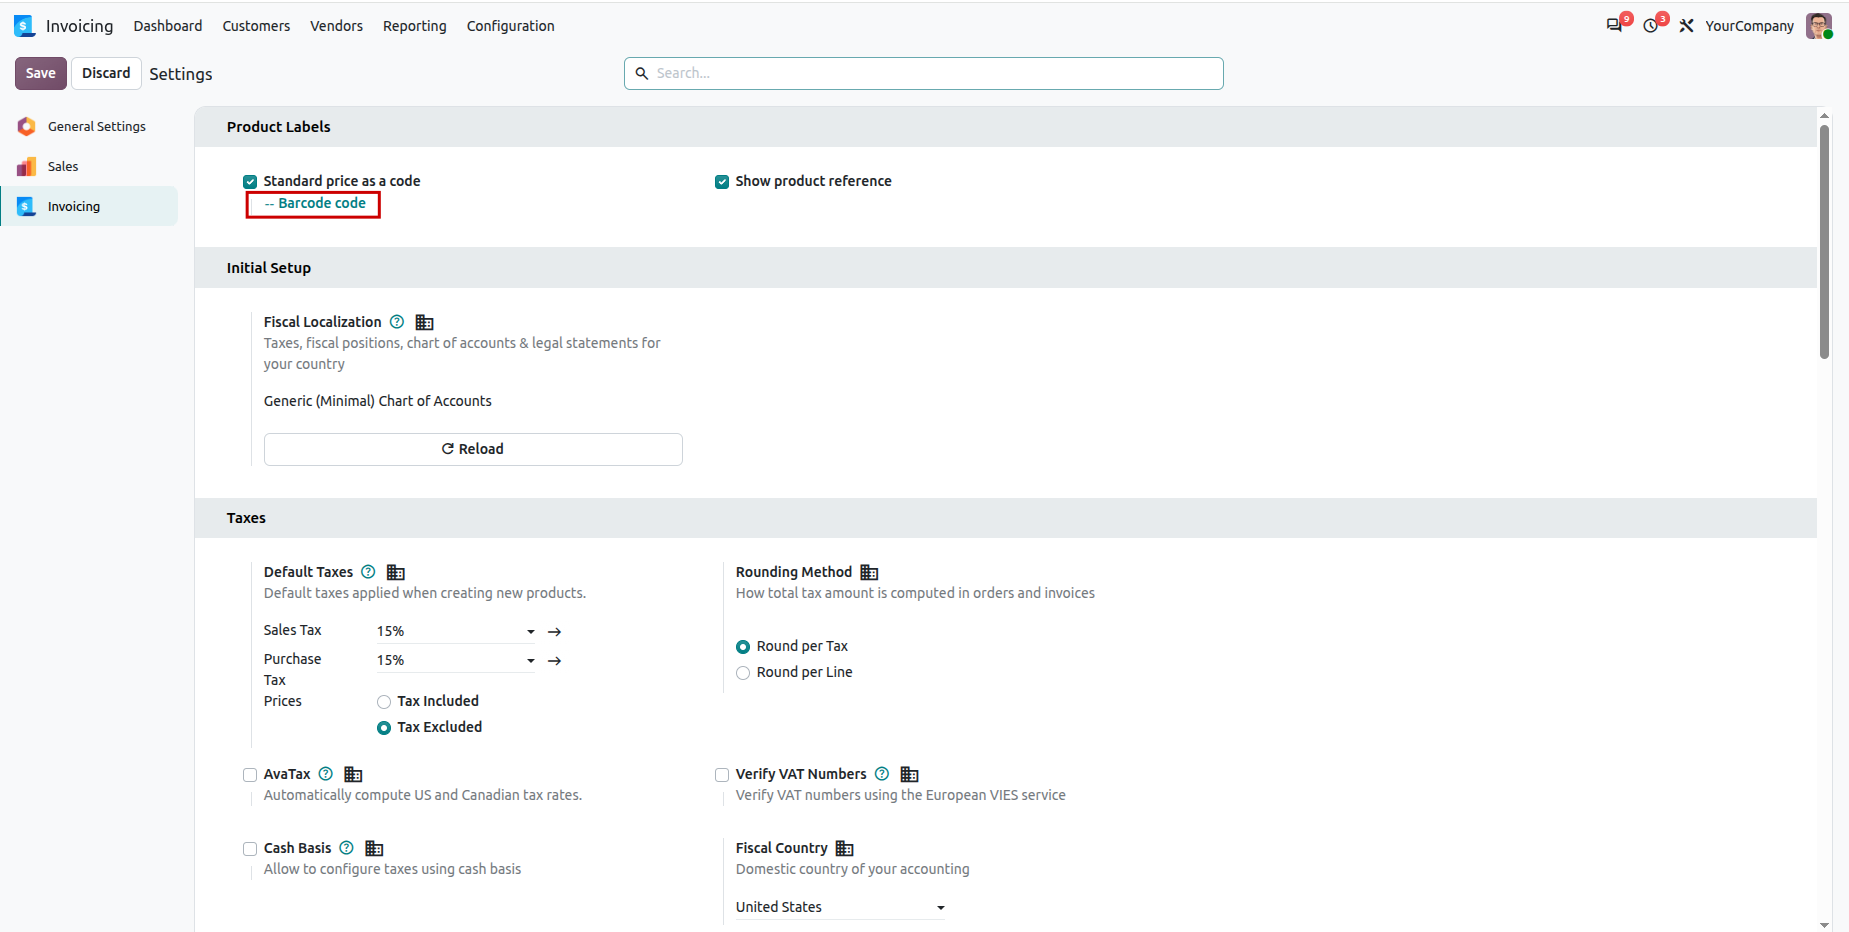 Invoicing Dashboard Customers Vendors Reporting Configuration 9 3 YourCompany
Save Discard Settings Search...
General Settings
Sales
Invoicing
Product Labels
Standard price as a code Show product reference
-- Barcode code
Initial Setup
Fiscal Localization ?
Taxes, fiscal positions, chart of accounts & legal statements for
your country
Generic (Minimal) Chart of Accounts
Reload
Taxes
Default Taxes ? Rounding Method
Default taxes applied when creating new products. How total tax amount is computed in orders and invoices
Sales Tax 15%
Round per Tax
Purchase 15%
Tax
Round per Line
Prices Tax Included
Tax Excluded
AvaTax ? Verify VAT Numbers ?
Automatically compute US and Canadian tax rates. Verify VAT numbers using the European VIES service
Cash Basis ? Fiscal Country
Allow to configure taxes using cash basis Domestic country of your accounting
United States